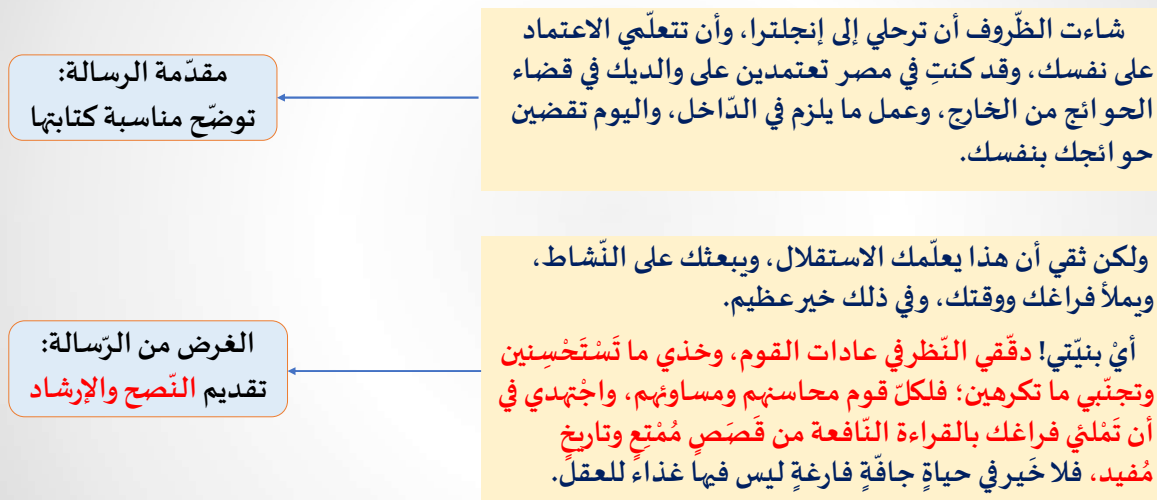 شاءت الظّروف أن ترحلي إلى إنجلترا، وأن تتعلّمي الاعتماد
على نفسك، وقد كنتِ في مصر تعتمدين على والديك في قضاء
الحوائج من الخارج، وعمل ما يلزم في الدّاخل، واليوم تقضين
حوائجك بنفسك.
مقدّمة الرسالة:
توضّح مناسبة كتابتها
ولكن ثقي أن هذا يعلّمك الاستقلال، ويبعثك على النّشاط،
ويملأ فراغك ووقتك، وفي ذلك خير عظيم.
أيْ بنيّتي! دقّقي النّظر في عادات القوم، وخذي ما تَسْتَحْسِنين
وتجنّبي ما تكرهين؛ فلكلّ قوم محاسنهم ومساوئهم، واجْتهدي في
أن تَمْلئي فراغك بالقراءة النّافعة من قَصَصٍ مُمْتِعٍ وتاريخٍ
مُفيد، فلا خَير في حياةٍ جافّةٍ فارغةٍ ليس فيها غذاء للعقل.
الغرض من الرّسالة:
تقديم النّصح والإرشاد